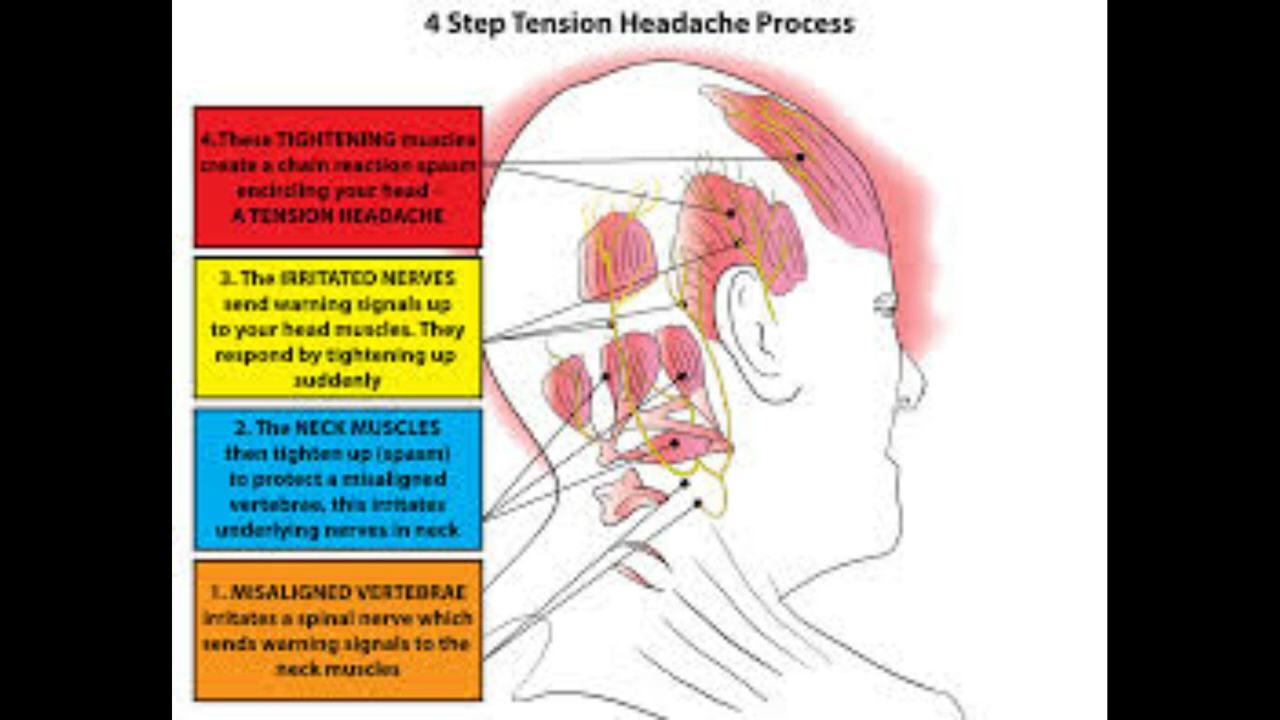 4 Step Tension Headache Process
4.These TIGHTENING muscles
create a chain reaction spasm
encircling your head -
A TENSION HEADACHE
3. The IRRITATED NERVES
send warning signals up
to your head muscles. They
respond by tightening up
suddenly
2. The NECK MUSCLES
then tighten up (spasm)
to protect a misaligned
vertebrae, this irritates
underlying nerves in neck
1. MISALIGNED VERTEBRAE
irritates a spinal nerve which
sends warning signals to the
neck muscles